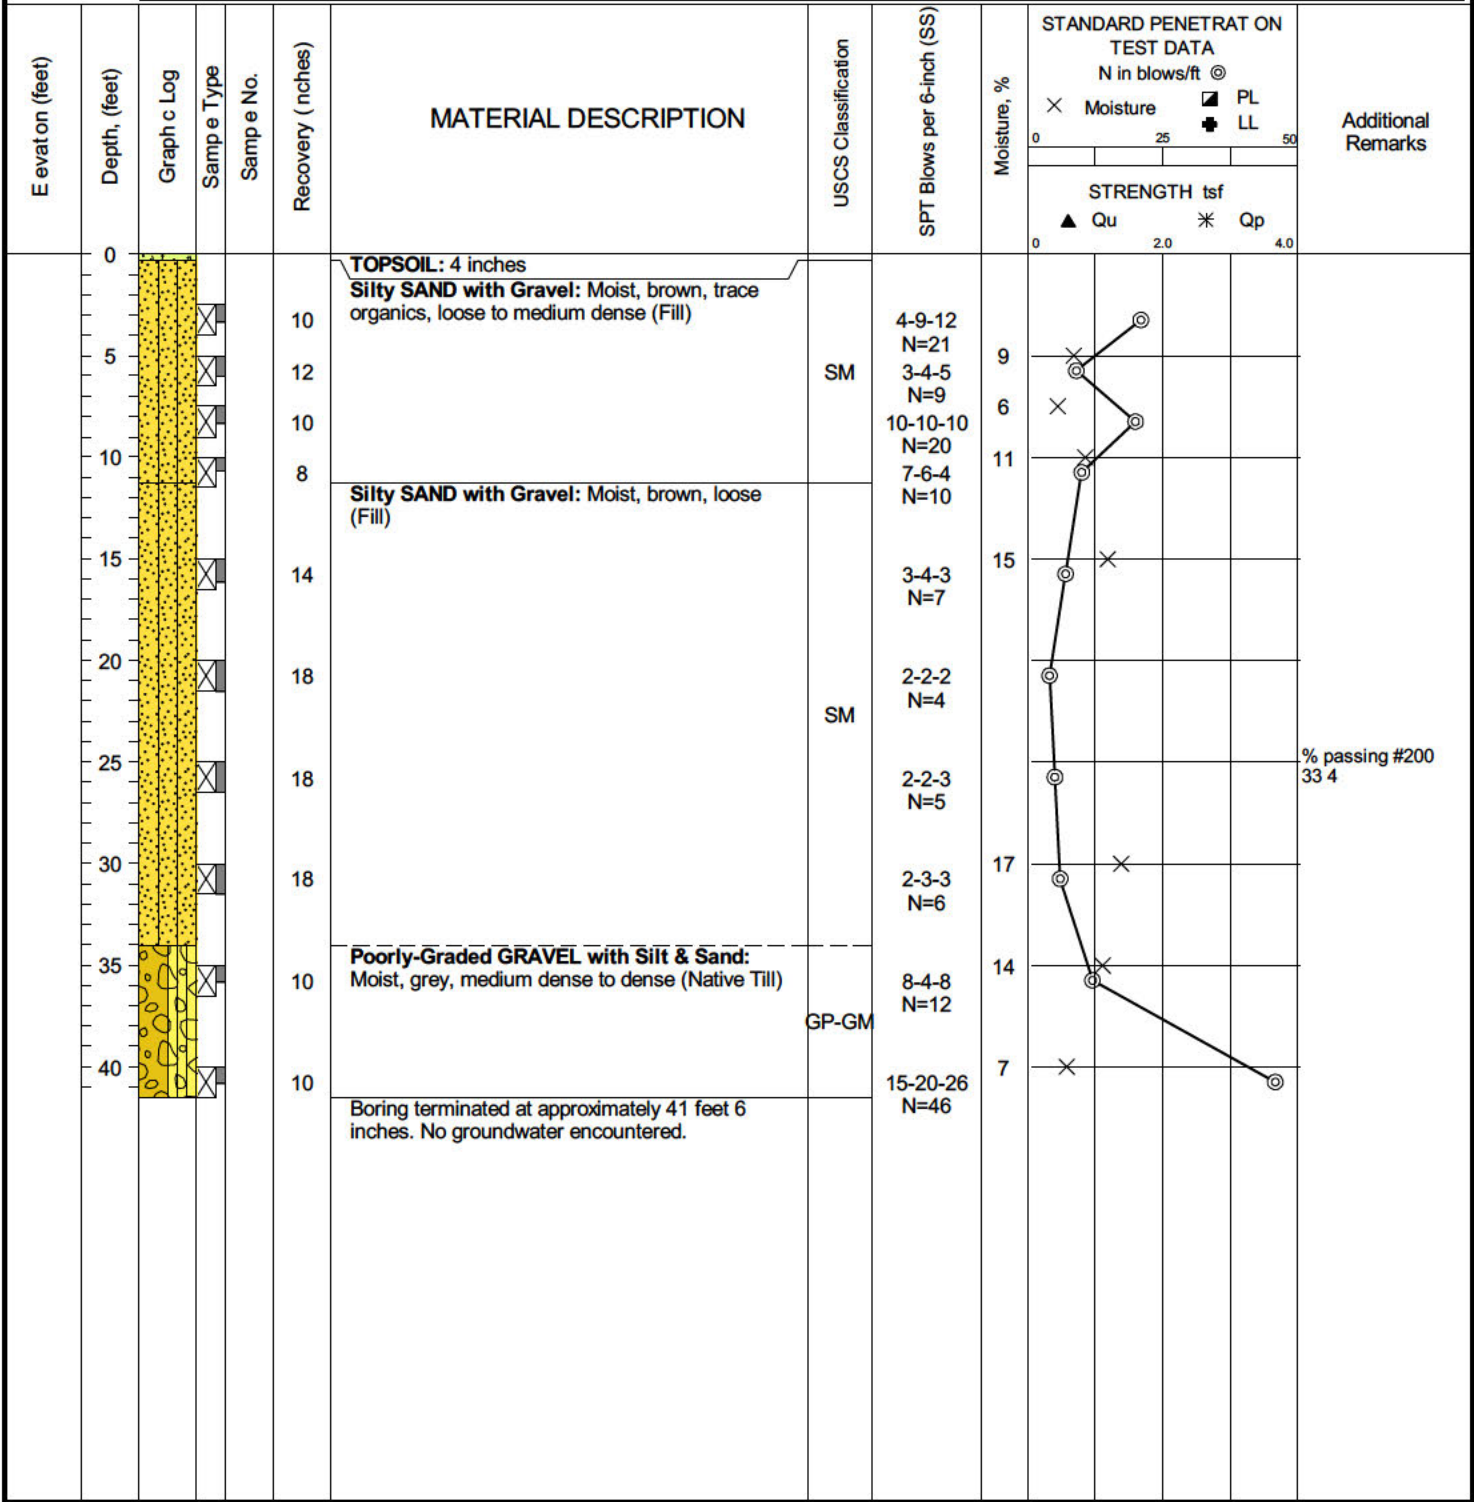 E evat on (feet)
Depth, (feet)
Graph c Log
Samp e Type
Samp e No.
Recovery ( nches)
MATERIAL DESCRIPTION
USCS Classification
SPT Blows per 6-inch (SS)
Moisture, %
STANDARD PENETRAT ON
TEST DATA
N in blows/ft
Moisture
PL
LL
0 25 50
STRENGTH tsf
Qu Qp
0 2.0 4.0
Additional
Remarks
0
TOPSOIL: 4 inches
Silty SAND with Gravel: Moist, brown, trace
organics, loose to medium dense (Fill)
10
4-9-12
N=21
5
9
12
SM
3-4-5
N=9
6
10
10-10-10
N=20
10
11
8
7-6-4
N=10
Silty SAND with Gravel: Moist, brown, loose
(Fill)
15
15
14
3-4-3
N=7
20
18
2-2-2
N=4
SM
25
% passing #200
33 4
18
2-2-3
N=5
30
17
18
2-3-3
N=6
Poorly-Graded GRAVEL with Silt & Sand:
Moist, grey, medium dense to dense (Native Till)
35
14
10
8-4-8
N=12
GP-GM
40
7
10
15-20-26
N=46
Boring terminated at approximately 41 feet 6
inches. No groundwater encountered.